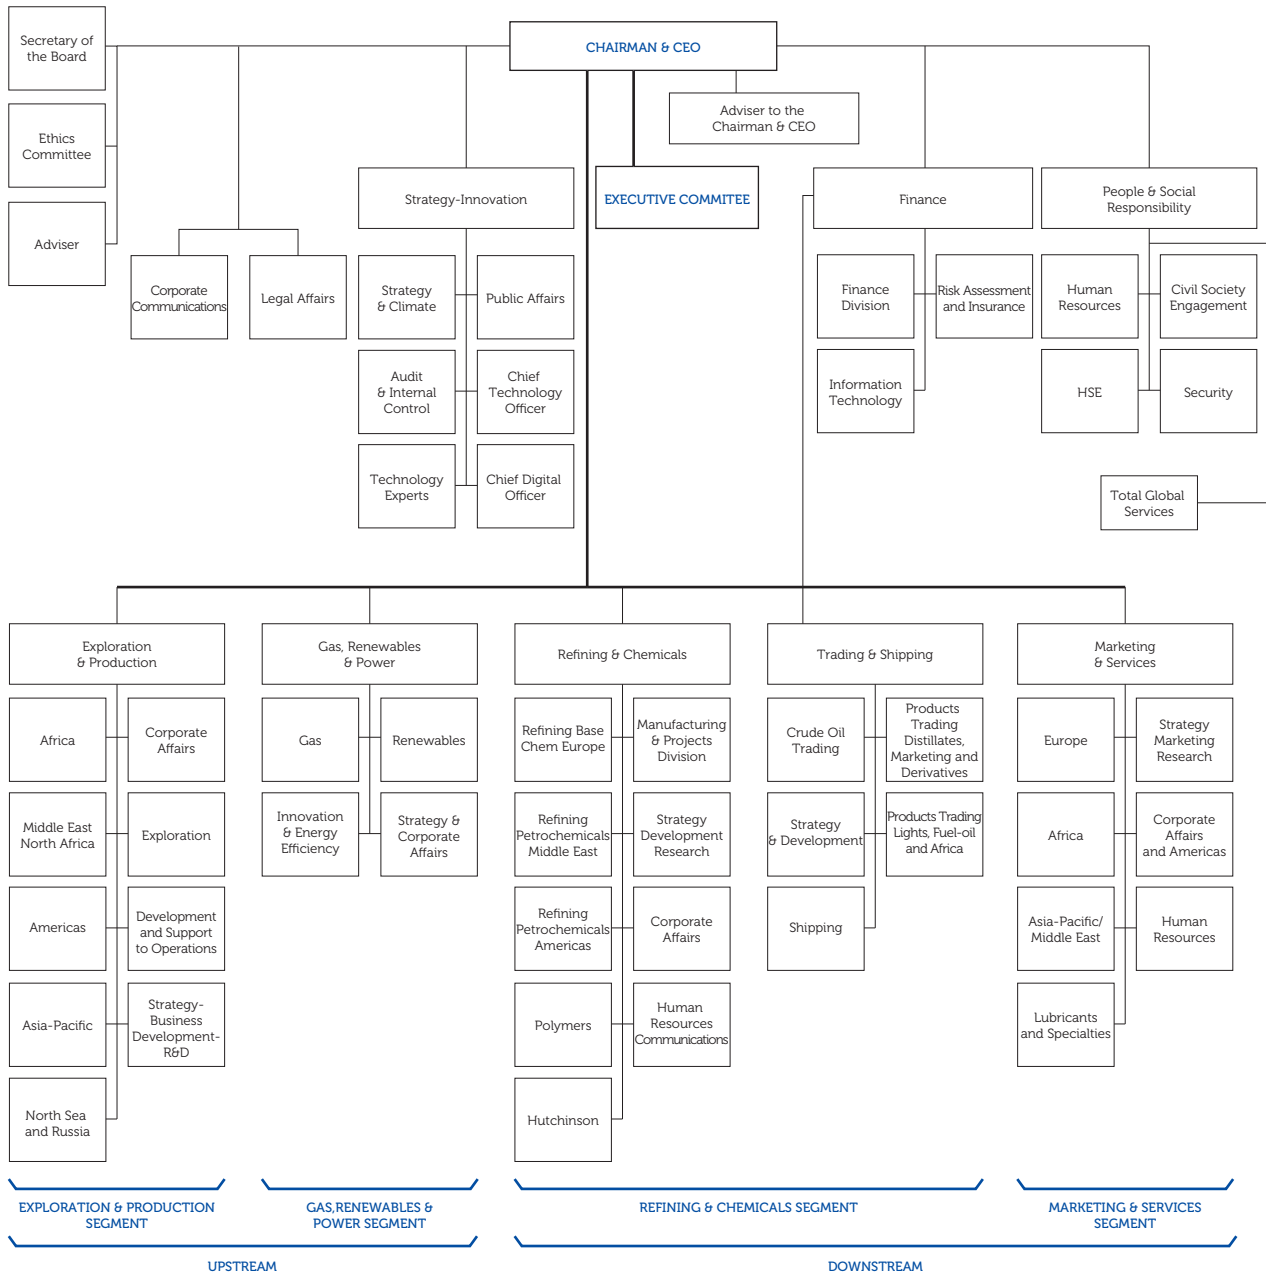 Secretary of
the Board
CHAIRMAN & CEO
Adviser to the
Chairman & CEO
Ethics
Committee
Adviser
Strategy-Innovation
EXECUTIVE COMMITEE
Finance
People & Social
Responsibility
Corporate
Communications
Legal Affairs
Strategy
& Climate
Public Affairs
Finance
Division
Risk Assessment
and Insurance
Human
Resources
Civil Society
Engagement
Audit
& Internal
Control
Chief
Technology
Officer
Information
Technology
HSE
Security
Technology
Experts
Chief Digital
Officer
Total Global
Services
Exploration
& Production
Gas, Renewables
& Power
Refining & Chemicals
Trading & Shipping
Marketing
& Services
Africa
Corporate
Affairs
Gas
Renewables
Refining Base
Chem Europe
Manufacturing
& Projects
Division
Crude Oil
Trading
Products
Trading
Distillates,
Marketing and
Derivatives
Europe
Strategy
Marketing
Research
Middle East
North Africa
Exploration
Innovation
& Energy
Efficiency
Strategy &
Corporate
Affairs
Refining
Petrochemicals
Middle East
Strategy
Development
Research
Strategy
& Development
Products Trading
Lights, Fuel-oil
and Africa
Africa
Corporate
Affairs
and Americas
Americas
Development
and Support
to Operations
Refining
Petrochemicals
Americas
Corporate
Affairs
Shipping
Asia-Pacific/
Middle East
Human
Resources
Asia-Pacific
Strategy-
Business
Development-
R&D
Polymers
Human
Resources
Communications
Lubricants
and Specialties
North Sea
and Russia
Hutchinson
EXPLORATION & PRODUCTION
SEGMENT
GAS,RENEWABLES &
POWER SEGMENT
REFINING & CHEMICALS SEGMENT
MARKETING & SERVICES
SEGMENT
UPSTREAM
DOWNSTREAM